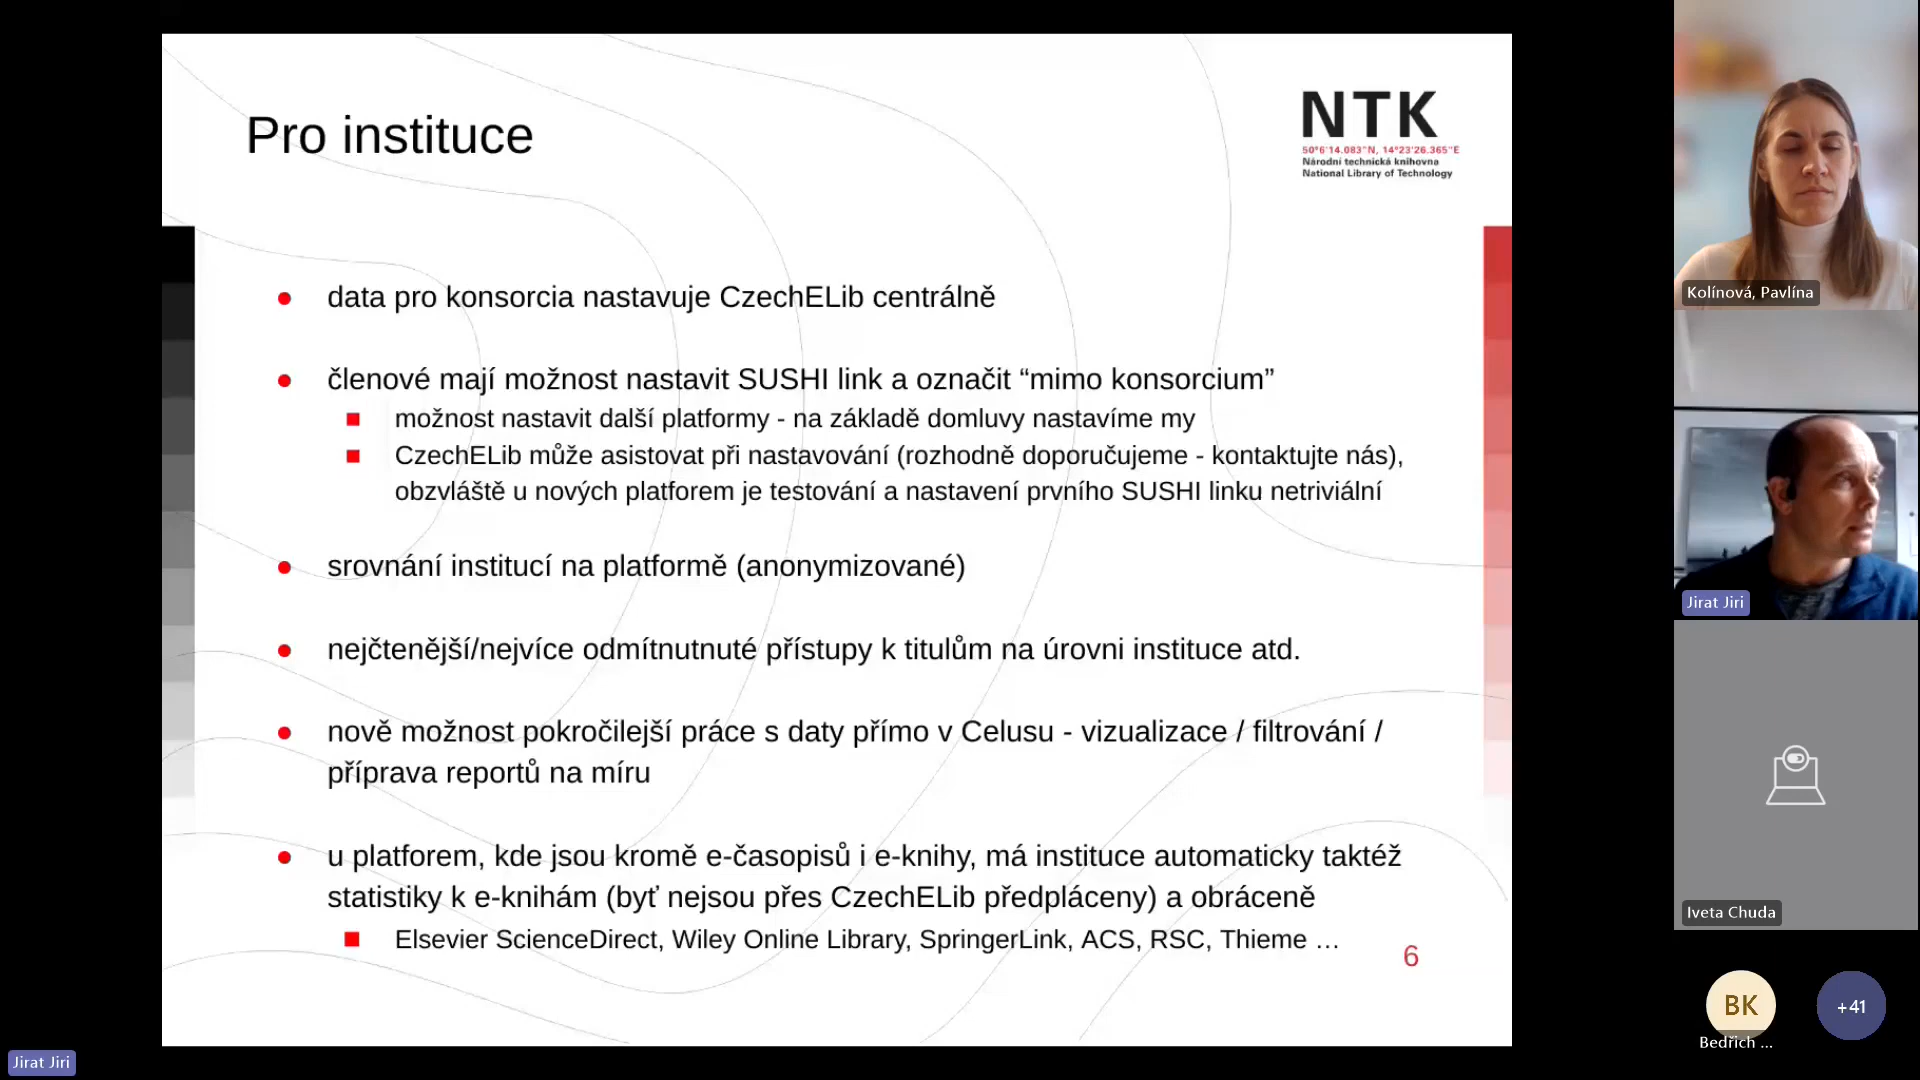 Pro instituce
NTK
50°6'14.083"N, 14°23'26.365"E
Národní technická knihovna
National Library of Technology
data pro konsorcia nastavuje CzechELib centrálně
členové mají možnost nastavit SUSHI link a označit “mimo konsorcium”
možnost nastavit další platformy - na základě domluvy nastavíme my
CzechELib může asistovat při nastavování (rozhodně doporučujeme - kontaktujte nás),
obzvláště u nových platforem je testování a nastavení prvního SUSHI linku netriviální
srovnání institucí na platformě (anonymizované)
nejčtenější/nejvíce odmítnutnuté přístupy k titulům na úrovni instituce atd.
nově možnost pokročilejší práce s daty přímo v Celusu - vizualizace / filtrování /
příprava reportů na míru
u platforem, kde jsou kromě e-časopisů i e-knihy, má instituce automaticky taktéž
statistiky k e-knihám (byť nejsou přes CzechELib předpláceny) a obráceně
Elsevier ScienceDirect, Wiley Online Library, SpringerLink, ACS, RSC, Thieme …
6
Kolínová, Pavlína
Jirat Jiri
Iveta Chuda
BK
Bedřich ...
+41
Jirat Jiri